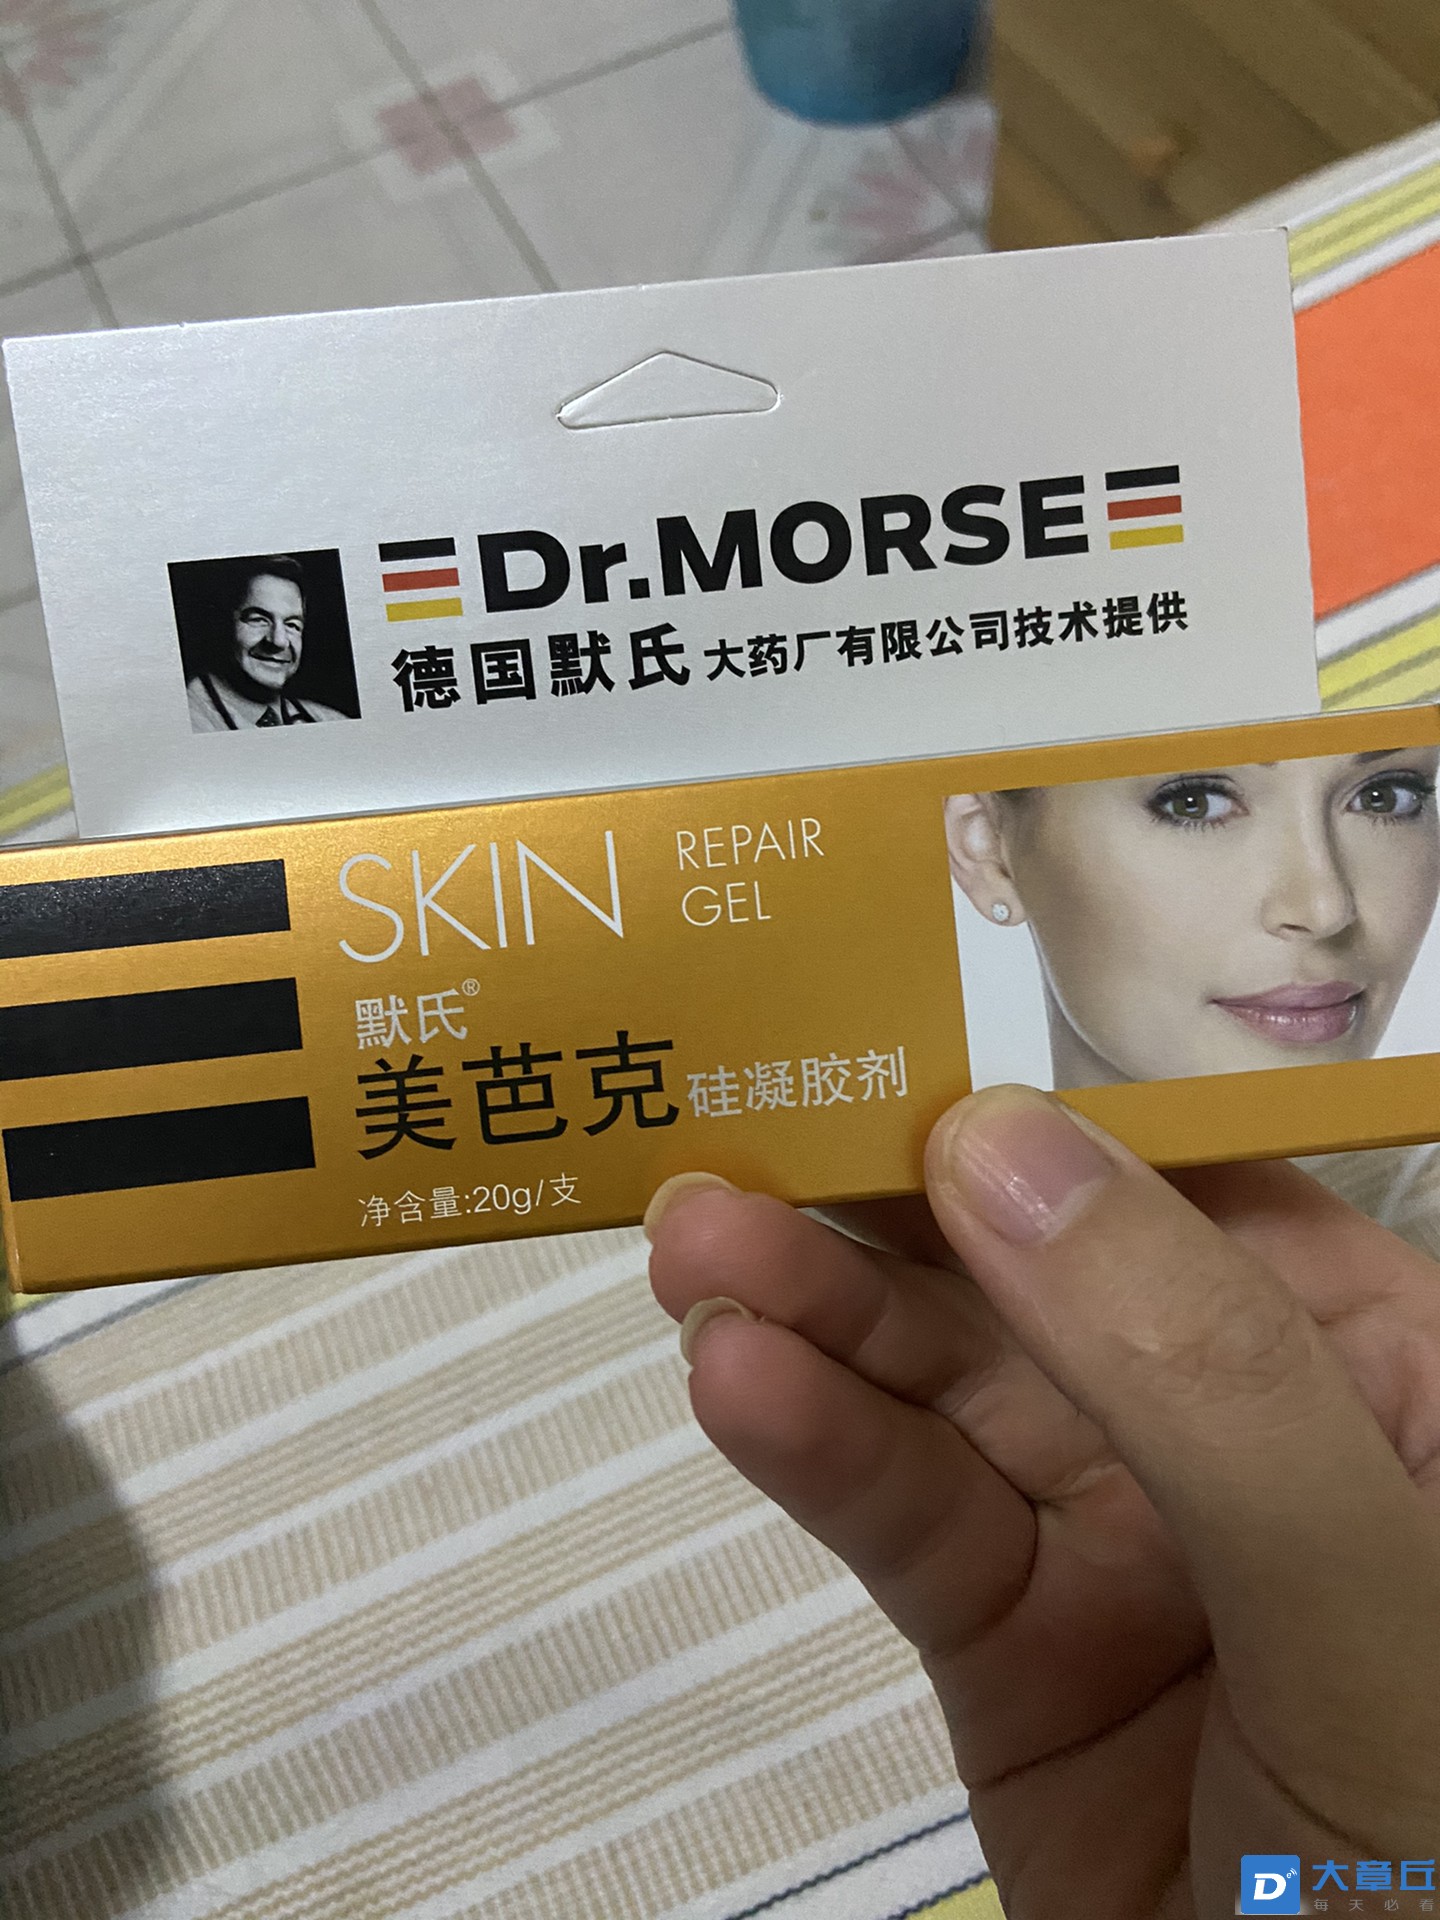 Dr.MORSE
德国默氏大药厂有限公司技术提供
SKIN REPAIR GEL
默氏®
美芭克硅凝胶剂
净含量:20g/支
大章丘
每天必看